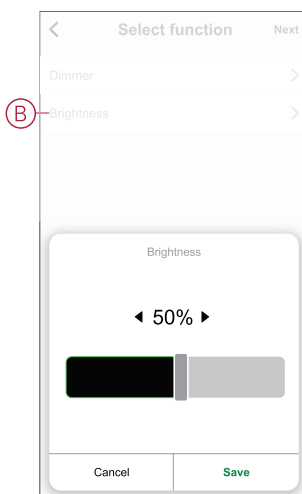 Select function Next
Dimmer
B Brightness
Brightness
50%
Cancel Save